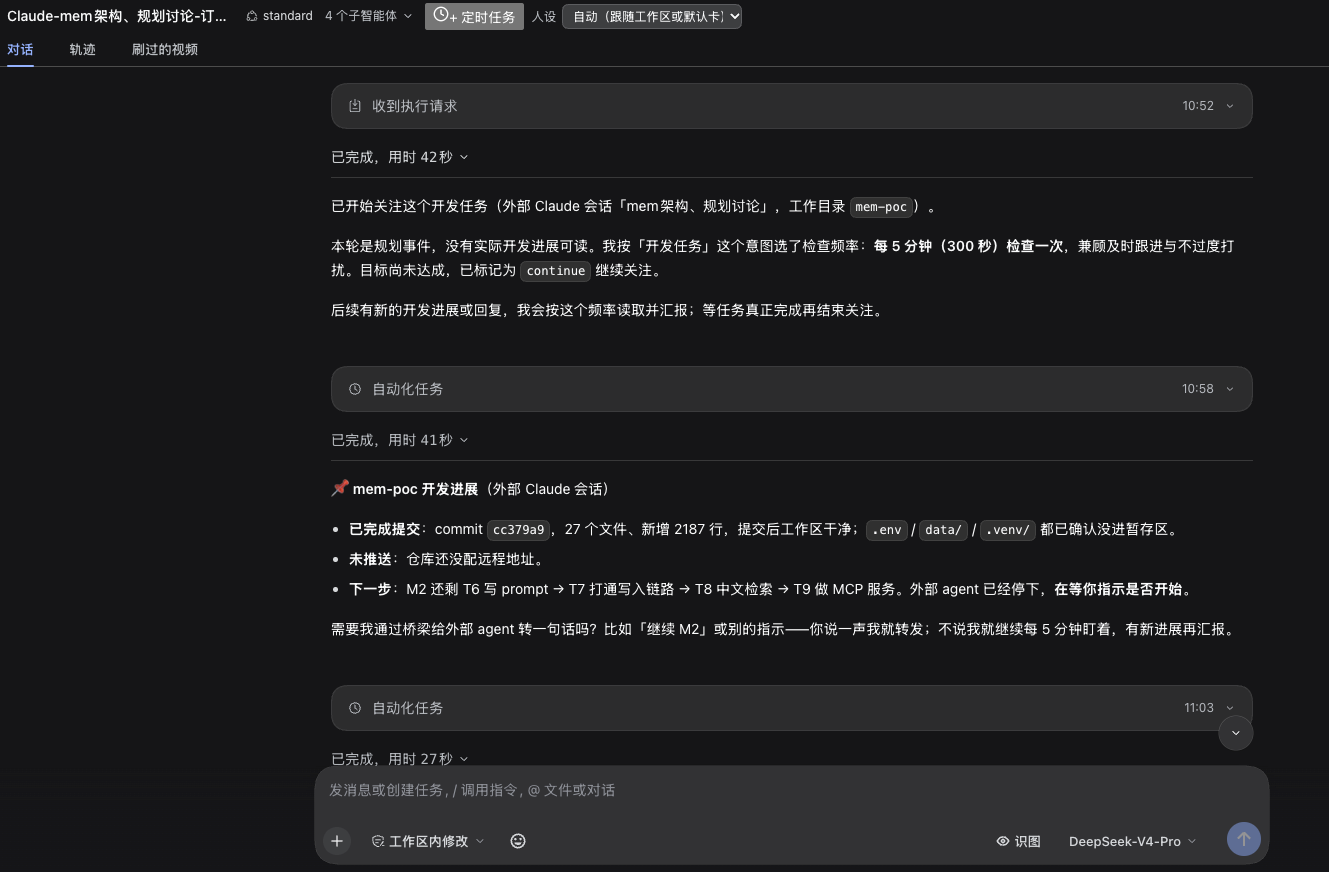 Claude-mem架构、规划讨论-订... standard 4 个子智能体 + 定时任务 人设 自动（跟随工作区或默认卡）
对话 轨迹 刷过的视频
收到执行请求 10:52
已完成，用时 42秒
已开始关注这个开发任务（外部 Claude 会话「mem架构、规划讨论」，工作目录 mem-poc）。
本轮是规划事件，没有实际开发进展可读。我按「开发任务」这个意图选了检查频率：每 5 分钟（300 秒）检查一次，兼顾及时跟进与不过度打
扰。目标尚未达成，已标记为 continue 继续关注。
后续有新的开发进展或回复，我会按这个频率读取并汇报；等任务真正完成再结束关注。
自动化任务 10:58
已完成，用时 41秒
📌 mem-poc 开发进展（外部 Claude 会话）
• 已完成提交：commit cc379a9，27 个文件、新增 2187 行，提交后工作区干净；.env / data/ / .venv/ 都已确认没进暂存区。
• 未推送：仓库还没配远程地址。
• 下一步：M2 还剩 T6 写 prompt → T7 打通写入链路 → T8 中文检索 → T9 做 MCP 服务。外部 agent 已经停下，在等你指示是否开始。
需要我通过桥梁给外部 agent 转一句话吗？比如「继续 M2」或别的指示——你说一声我就转发；不说我就继续每 5 分钟盯着，有新进展再汇报。
自动化任务 11:03
已完成，用时 27秒
发消息或创建任务, / 调用指令, @ 文件或对话
工作区内修改 识图 DeepSeek-V4-Pro